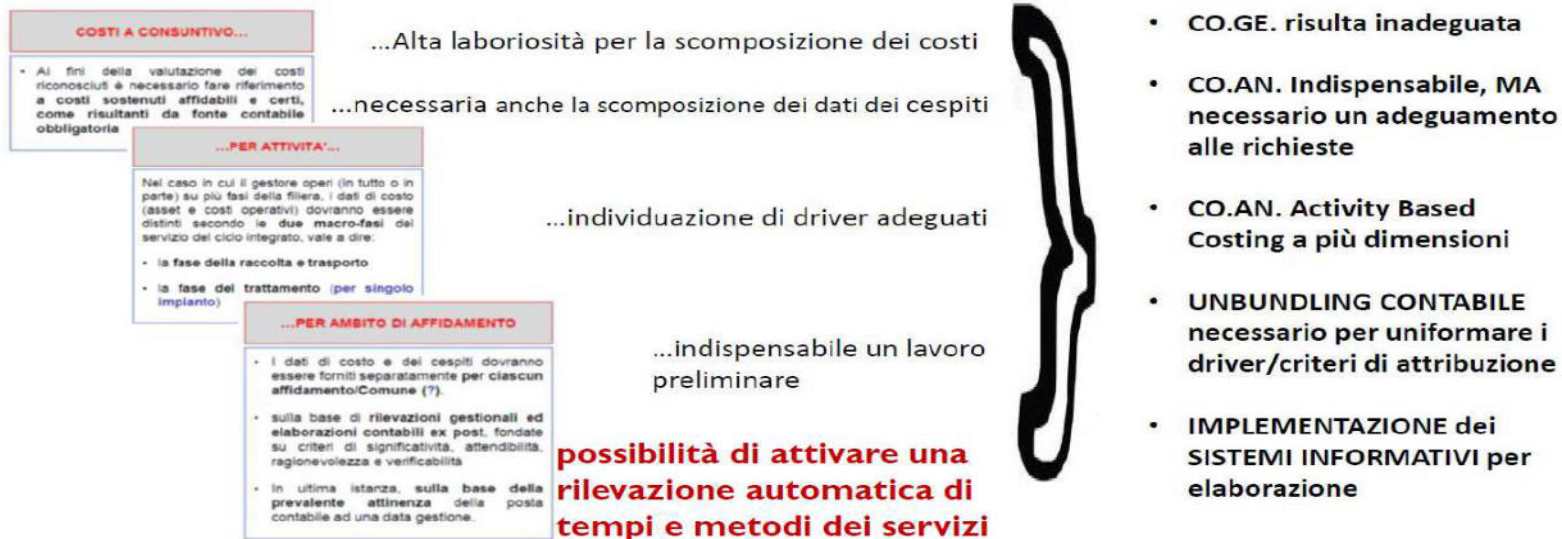 COSTI A CONSUNTIVO...
• Ai fini della valutazione dei costi
riconosciuti è necessario fare riferimento
a costi sostenuti affidabili e certi,
come risultanti da fonte contabile
obbligatoria
...PER ATTIVITA'...
Nel caso in cui il gestore operi (in tutto o in
parte) su più fasi della filiera, i dati di costo
(asset e costi operativi) dovranno essere
distinti secondo le due macro-fasi del
servizio del ciclo integrato, vale a dire:
• la fase della raccolta e trasporto
• la fase del trattamento (per singolo
impianto)
...PER AMBITO DI AFFIDAMENTO
• I dati di costo e dei cespiti dovranno
essere forniti separatamente per ciascun
affidamento/Comune (?).
• sulla base di rilevazioni gestionali ed
elaborazioni contabili ex post, fondate
su criteri di significatività, attendibilità,
ragionevolezza e verificabilità
• In ultima istanza, sulla base della
prevalente attinenza della posta
contabile ad una data gestione.
...Alta laboriosità per la scomposizione dei costi
...necessaria anche la scomposizione dei dati dei cespiti
...individuazione di driver adeguati
...indispensabile un lavoro
preliminare
possibilità di attivare una
rilevazione automatica di
tempi e metodi dei servizi
• CO.GE. risulta inadeguata
• CO.AN. Indispensabile, MA
necessario un adeguamento
alle richieste
• CO.AN. Activity Based
Costing a più dimensioni
• UNBUNDLING CONTABILE
necessario per uniformare i
driver/criteri di attribuzione
• IMPLEMENTAZIONE dei
SISTEMI INFORMATIVI per
elaborazione